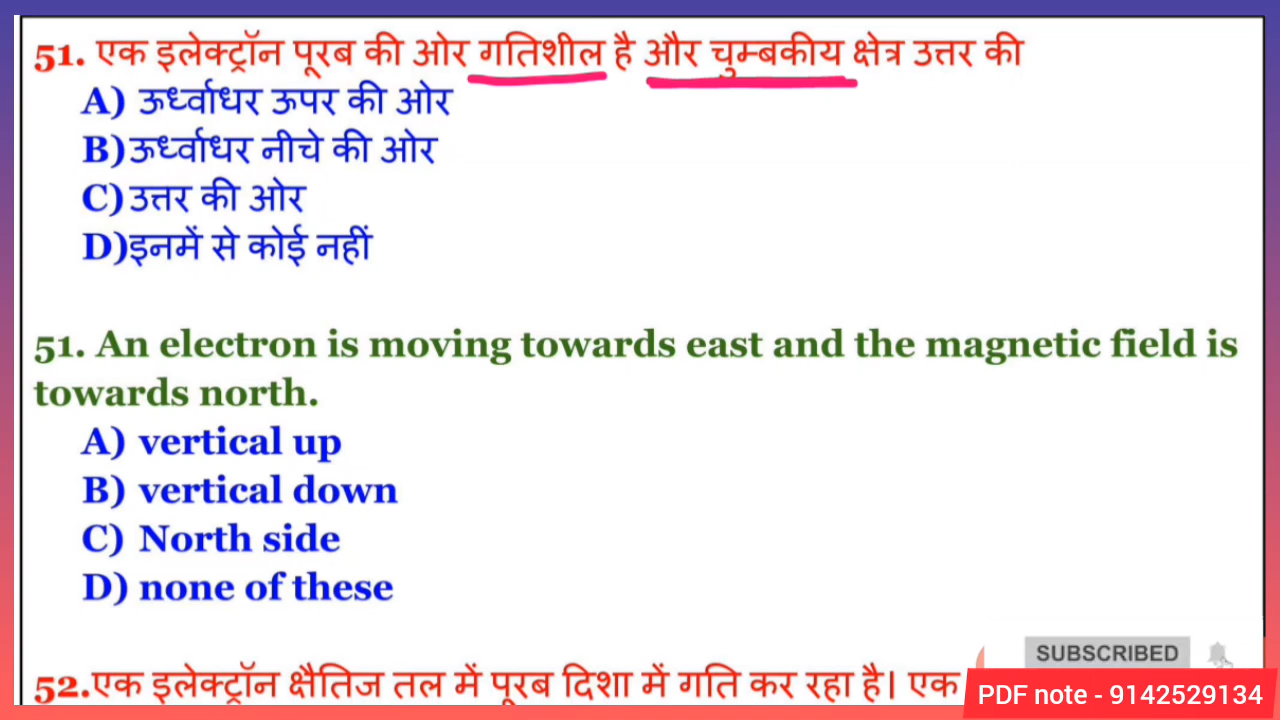 51. एक इलेक्ट्रॉन पूरब की ओर गतिशील है और चुम्बकीय क्षेत्र उत्तर की
A) ऊर्ध्वाधर ऊपर की ओर
B)ऊर्ध्वाधर नीचे की ओर
C)उत्तर की ओर
D)इनमें से कोई नहीं
51. An electron is moving towards east and the magnetic field is
towards north.
A) vertical up
B) vertical down
C) North side
D) none of these
SUBSCRIBED
52.एक इलेक्ट्रॉन क्षैतिज तल में पूरब दिशा में गति कर रहा है। एक
PDF note - 9142529134